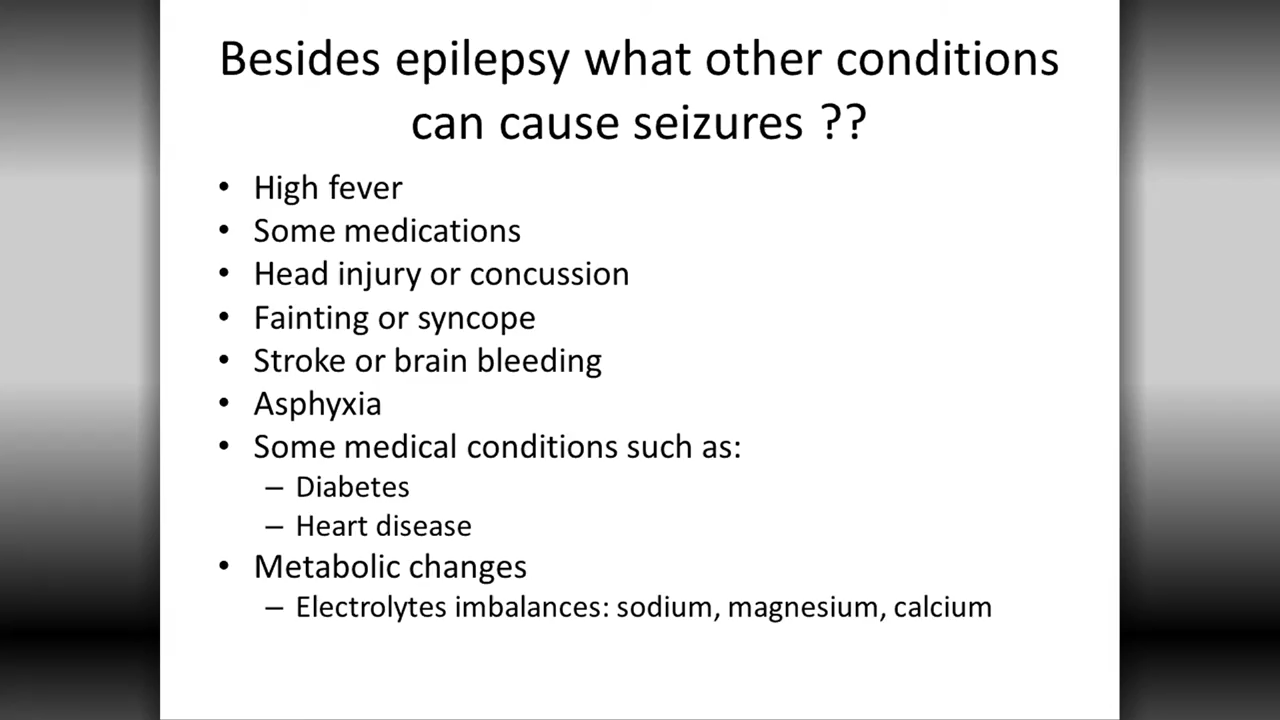 Besides epilepsy what other conditions
can cause seizures ??
• High fever
• Some medications
• Head injury or concussion
• Fainting or syncope
• Stroke or brain bleeding
• Asphyxia
• Some medical conditions such as:
– Diabetes
– Heart disease
• Metabolic changes
– Electrolytes imbalances: sodium, magnesium, calcium